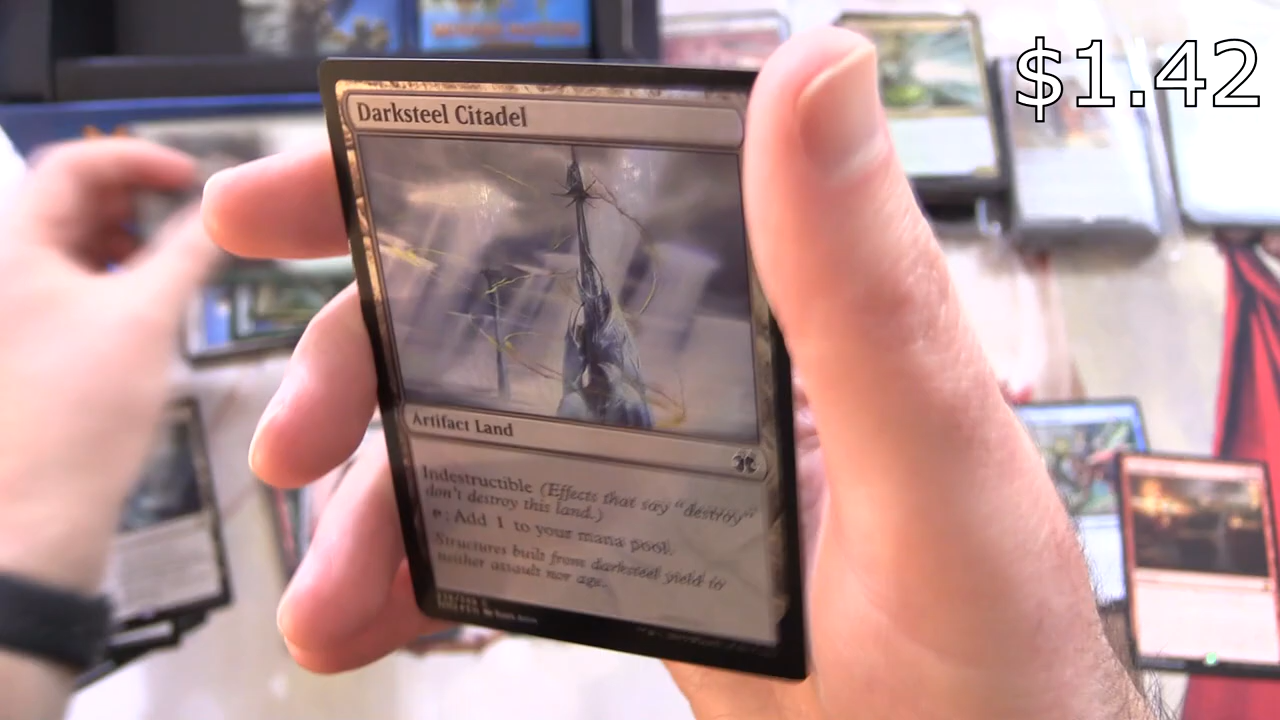 $1.42
Darksteel Citadel
Artifact Land
Indestructible (Effects that say "destroy"
don't destroy this land.)
: Add 1 to your mana pool.
Structures built from darksteel yield to
neither assault nor age.